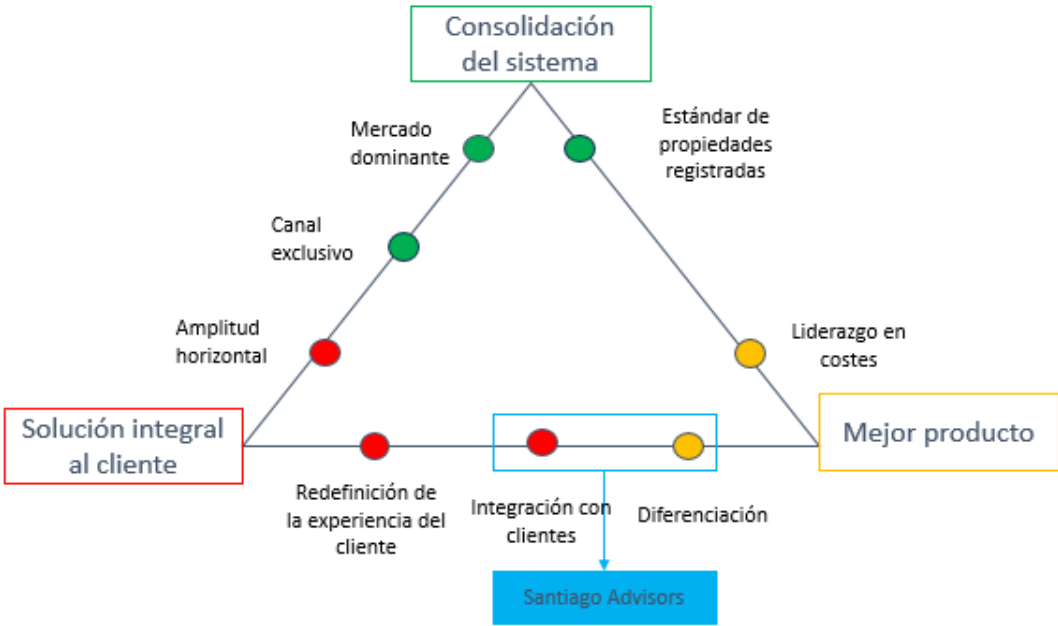 Consolidación
del sistema
Mercado
dominante
Estándar de
propiedades
registradas
Canal
exclusivo
Amplitud
horizontal
Liderazgo en
costes
Solución integral
al cliente
Mejor producto
Redefinición de
la experiencia del
cliente
Integración con
clientes
Diferenciación
Santiago Advisors